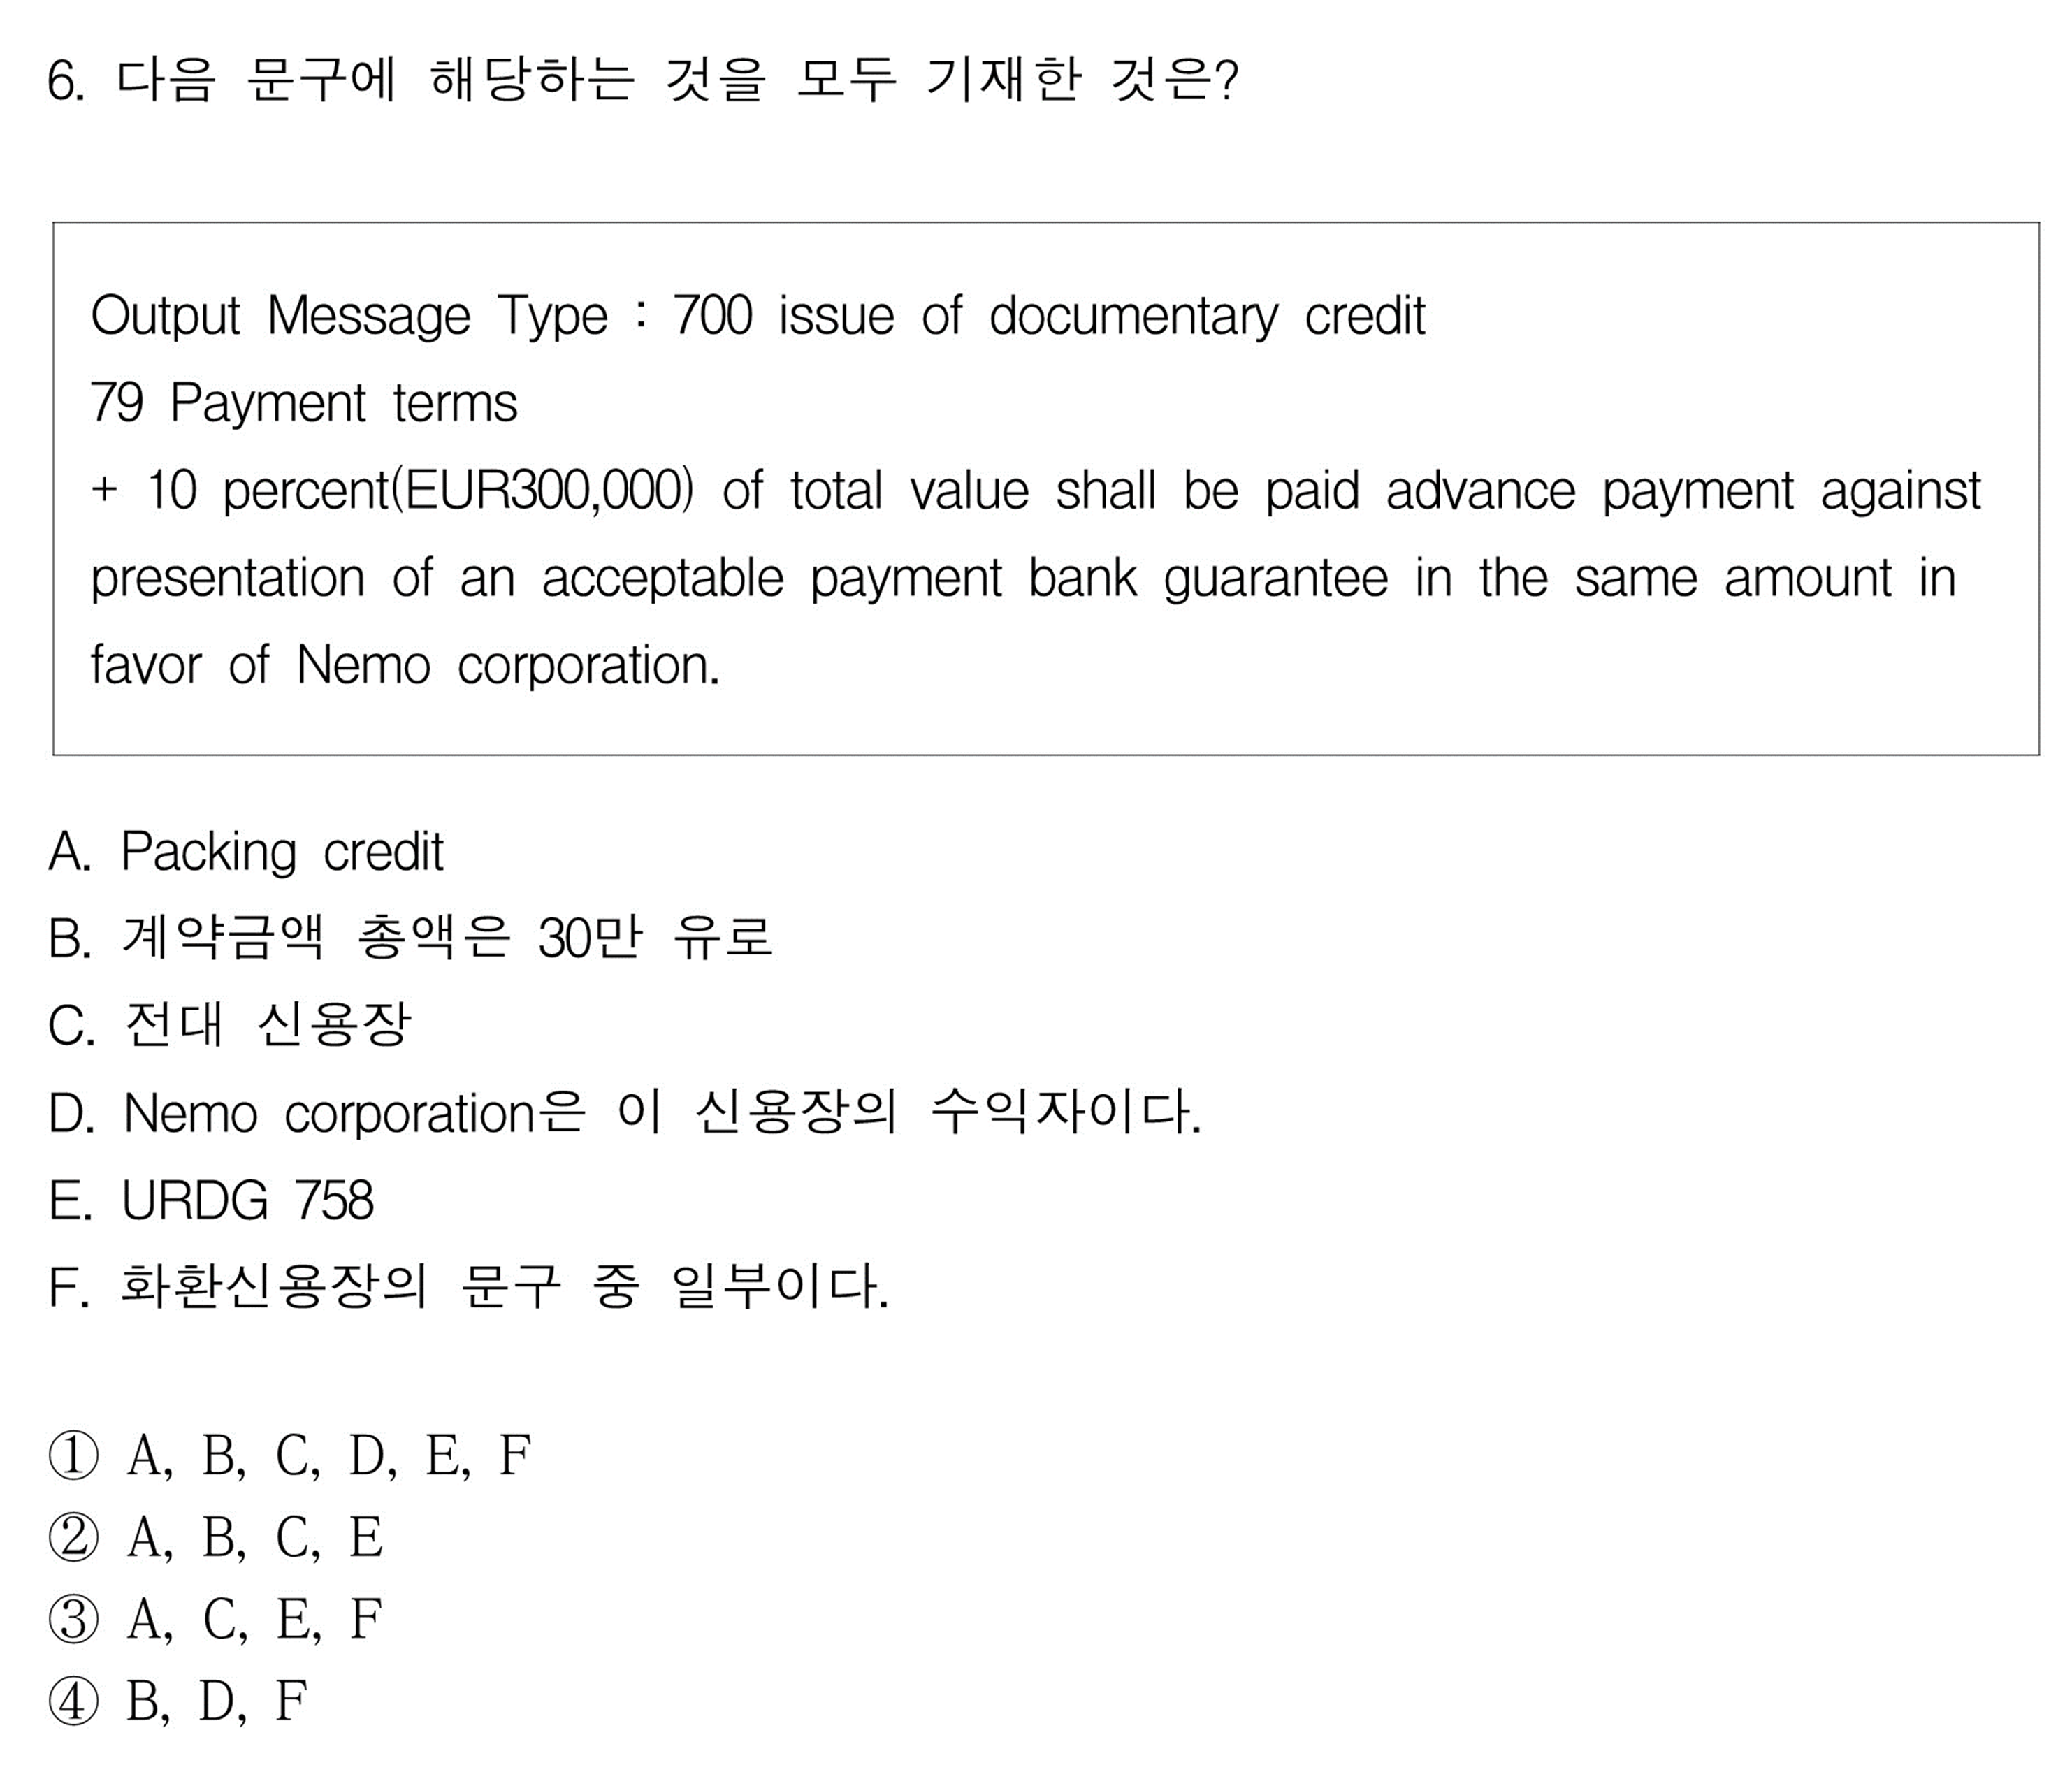 6. 다음 문구에 해당하는 것을 모두 기재한 것은?
Output Message Type : 700 issue of documentary credit
79 Payment terms
+ 10 percent(EUR300,000) of total value shall be paid advance payment against
presentation of an acceptable payment bank guarantee in the same amount in
favor of Nemo corporation.
A. Packing credit
B. 계약금액 총액은 30만 유로
C. 전대 신용장
D. Nemo corporation은 이 신용장의 수익자이다.
E. URDG 758
F. 화환신용장의 문구 중 일부이다.
① A, B, C, D, E, F
② A, B, C, E
③ A, C, E, F
④ B, D, F